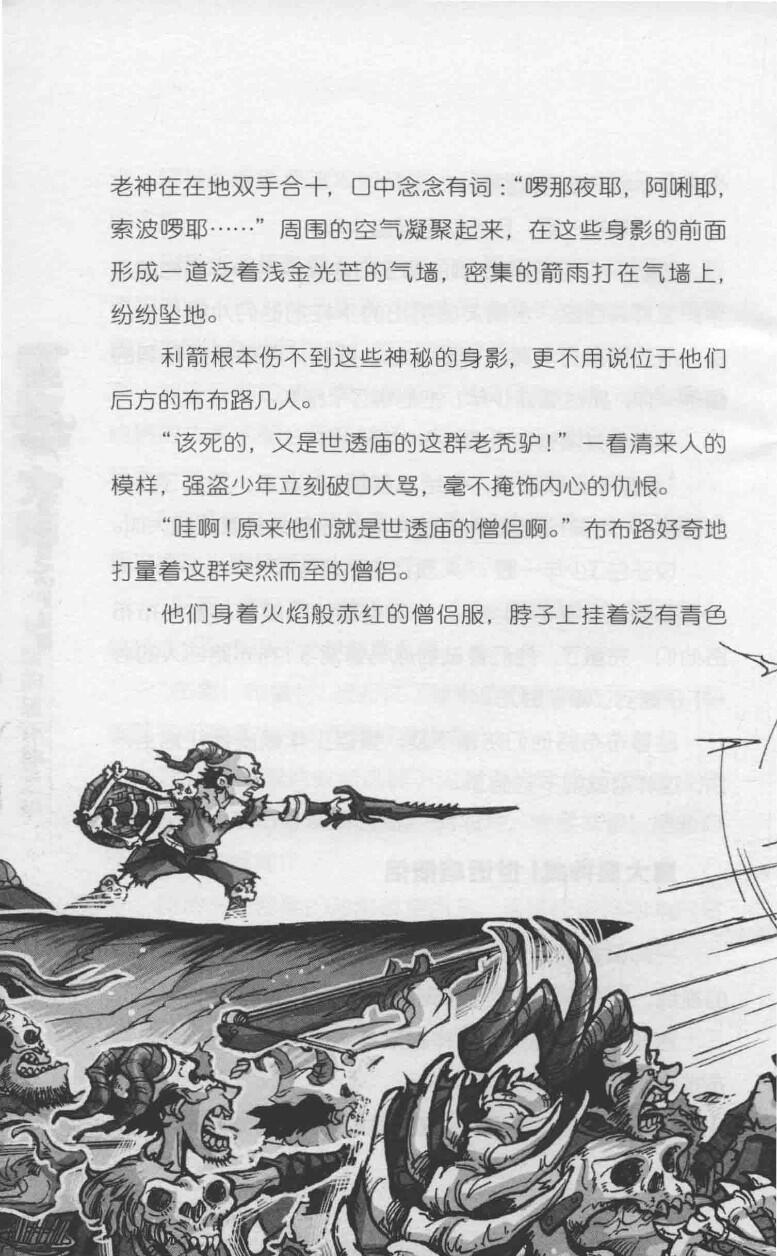 老神在在地双手合十，口中念念有词：“啰那夜耶，阿唎耶，
索波啰耶……”周围的空气凝聚起来，在这些身影的前面
形成一道泛着浅金光芒的气墙，密集的箭雨打在气墙上，
纷纷坠地。
利箭根本伤不到这些神秘的身影，更不用说位于他们
后方的布布路几人。
“该死的，又是世透庙的这群老秃驴！”一看清来人的
模样，强盗少年立刻破口大骂，毫不掩饰内心的仇恨。
“哇啊！原来他们就是世透庙的僧侣啊。”布布路好奇地
打量着这群突然而至的僧侣。
他们身着火焰般赤红的僧侣服，脖子上挂着泛有青色